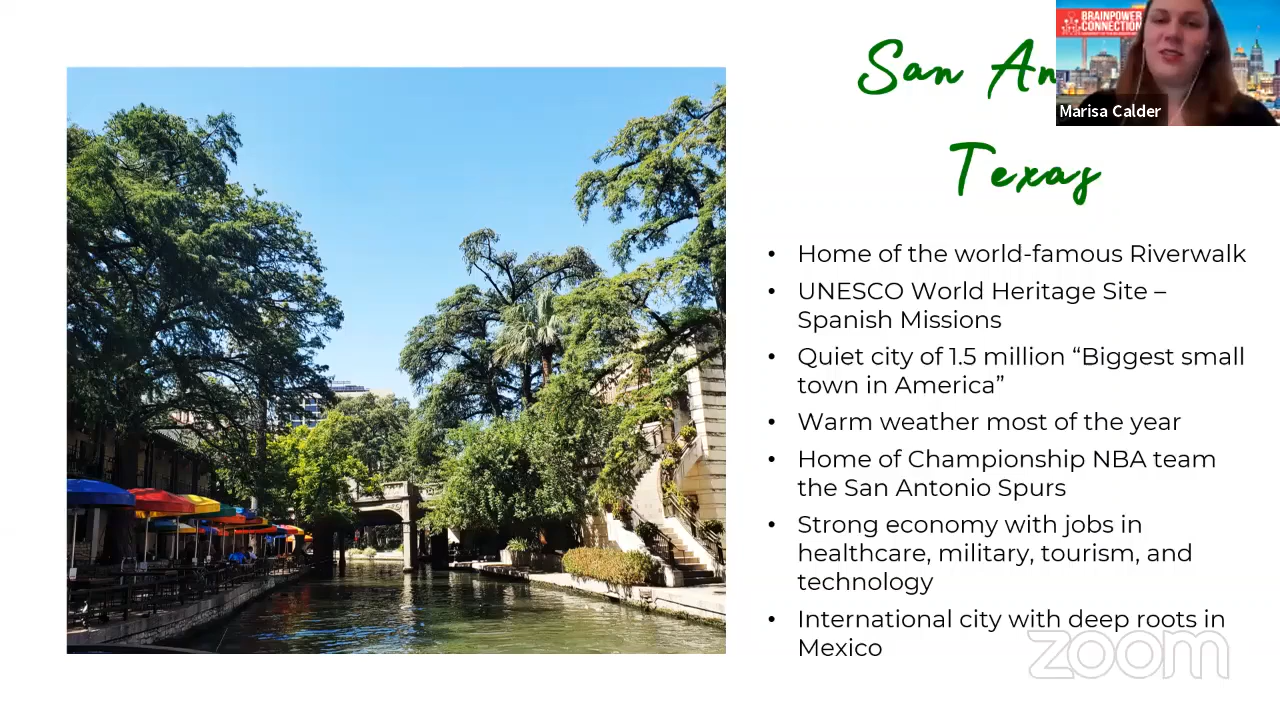 San An
Texas
BRAINPOWER
CONNECTION
Marisa Calder
• Home of the world-famous Riverwalk
• UNESCO World Heritage Site –
Spanish Missions
• Quiet city of 1.5 million “Biggest small
town in America”
• Warm weather most of the year
• Home of Championship NBA team
the San Antonio Spurs
• Strong economy with jobs in
healthcare, military, tourism, and
technology
• International city with deep roots in
Mexico
zoom